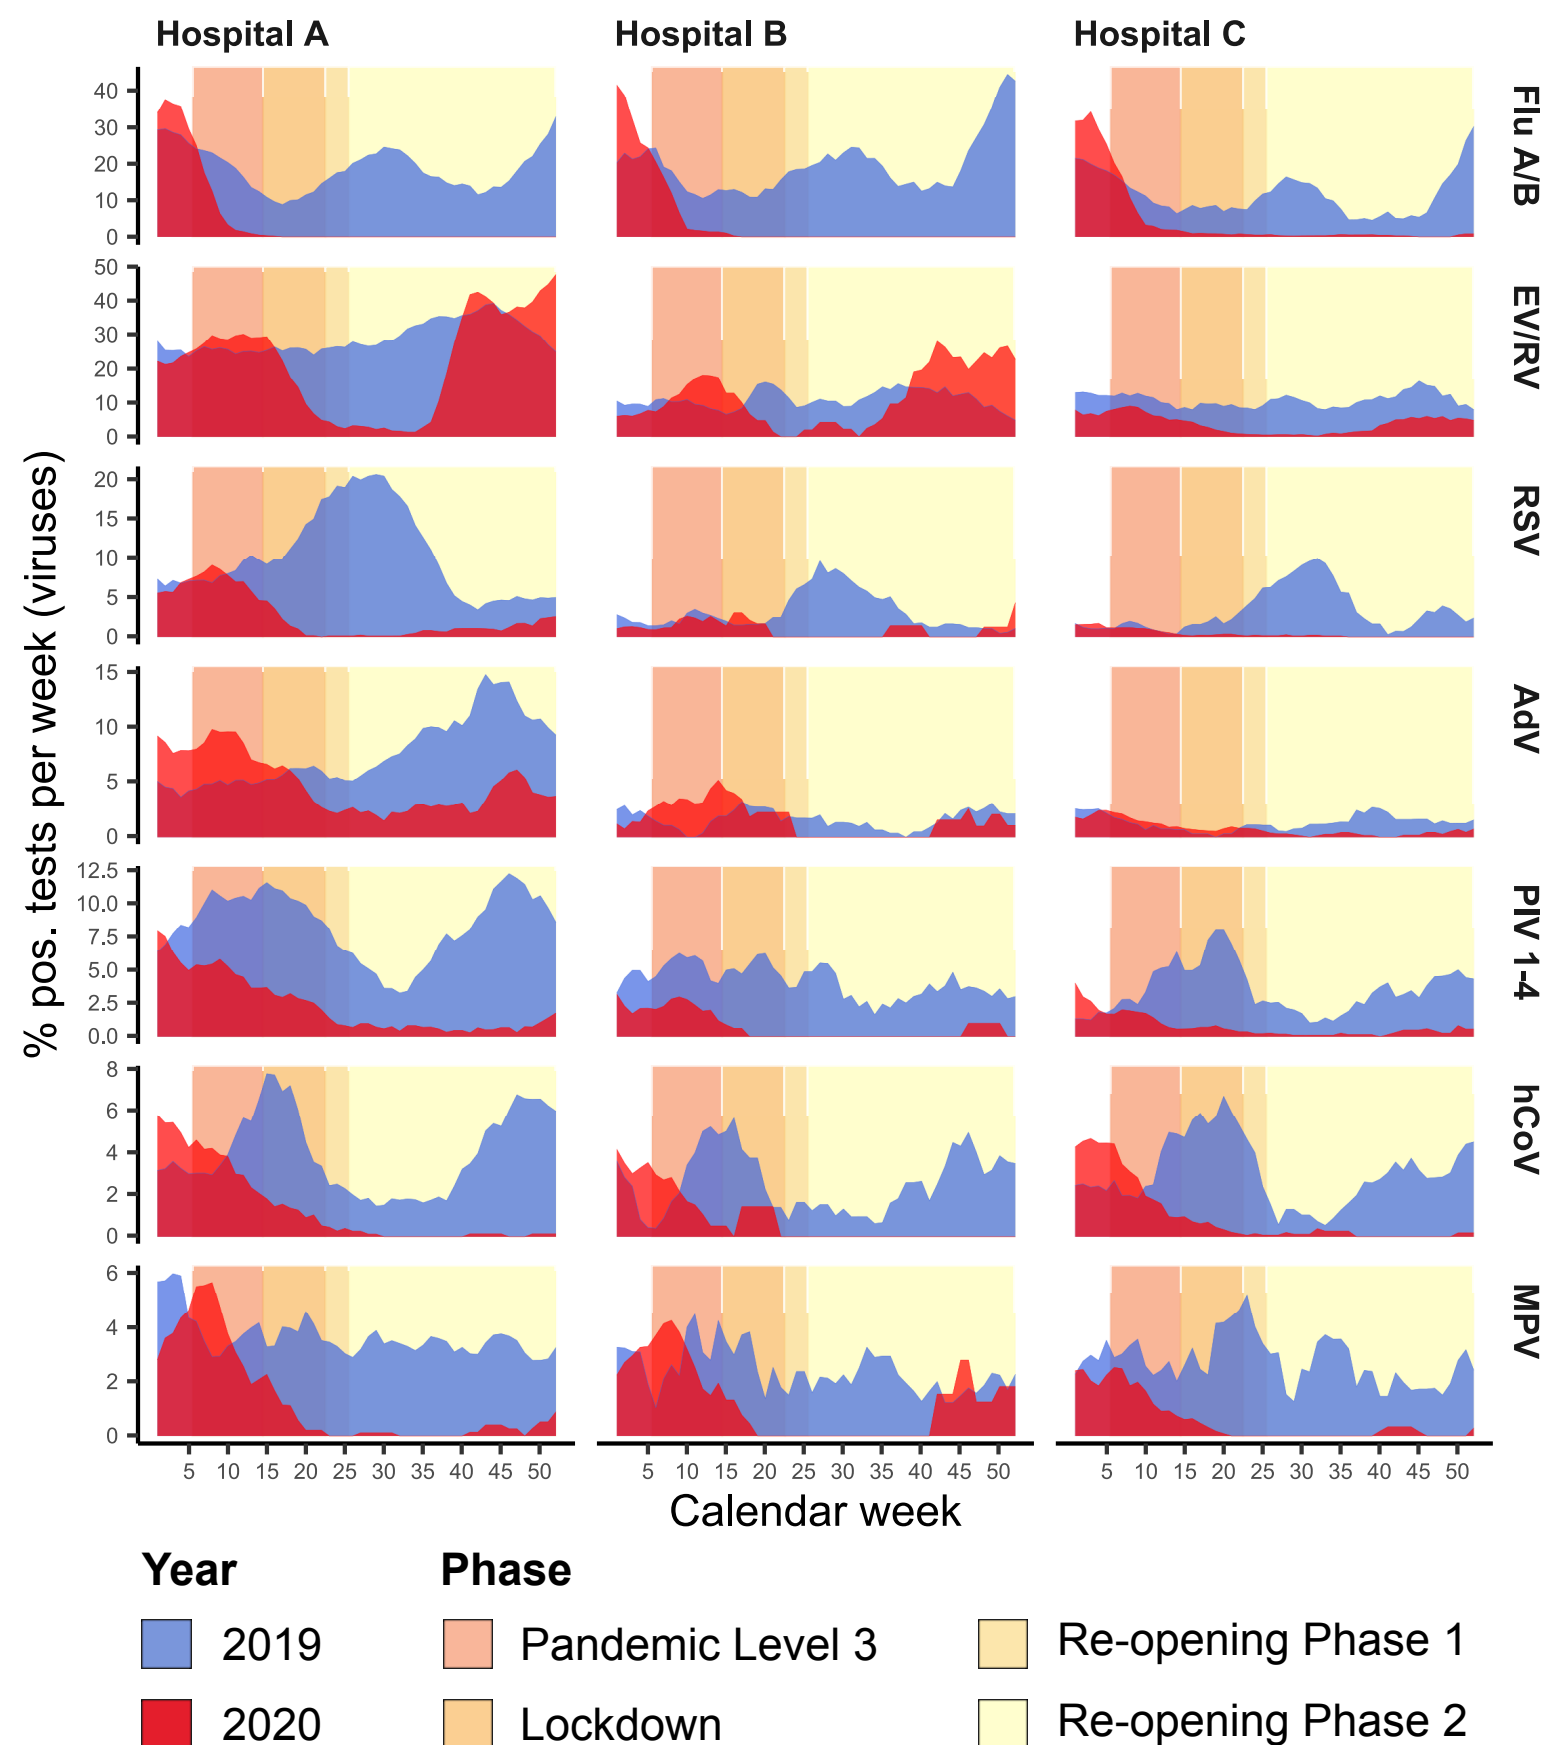 Hospital A Hospital B Hospital C
40
30
20
10
0
Flu A/B
50
40
30
20
10
0
EV/RV
20
15
10
5
0
RSV
15
10
5
0
AdV
12.5
10.0
7.5
5.0
2.5
0.0
PIV 1-4
8
6
4
2
0
hCoV
6
4
2
0
MPV
% pos. tests per week (viruses)
5 10 15 20 25 30 35 40 45 50 5 10 15 20 25 30 35 40 45 50 5 10 15 20 25 30 35 40 45 50
Calendar week
Year Phase
2019 Pandemic Level 3 Re-opening Phase 1
2020 Lockdown Re-opening Phase 2